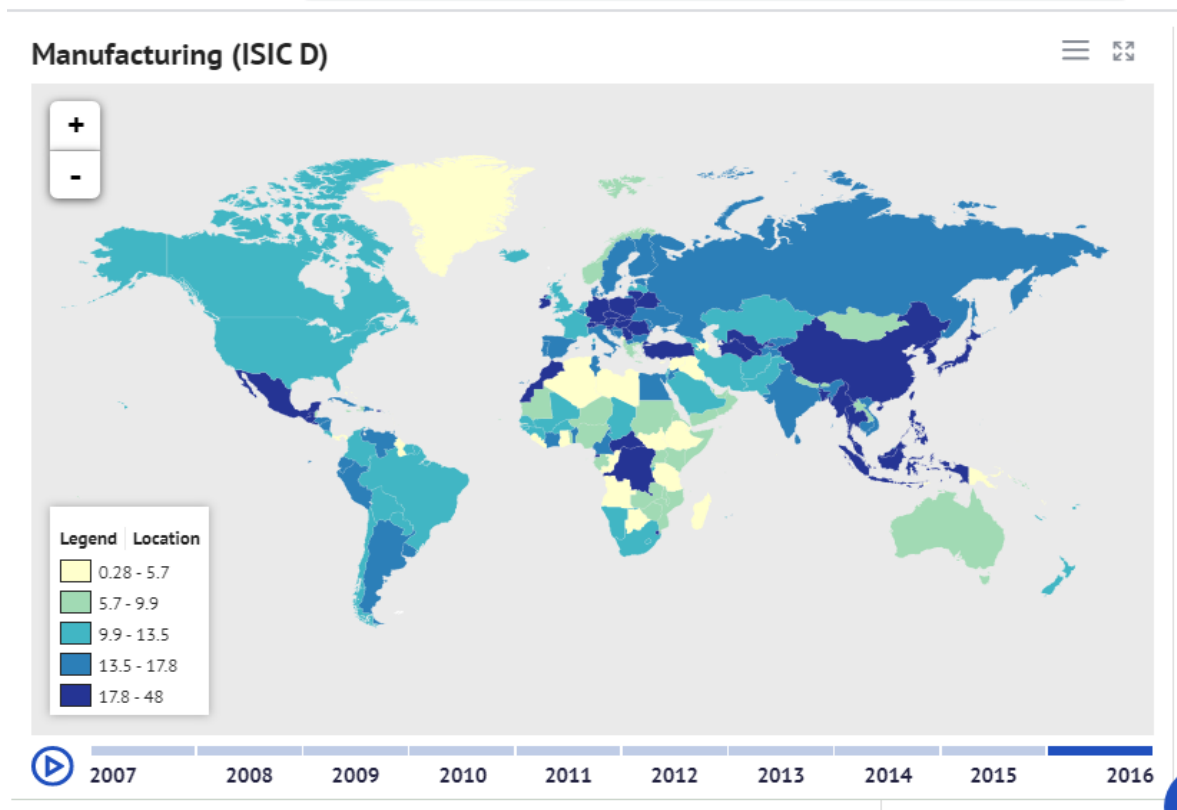 Manufacturing (ISIC D)
+
-
Legend Location
0.28 - 5.7
5.7 - 9.9
9.9 - 13.5
13.5 - 17.8
17.8 - 48
2007 2008 2009 2010 2011 2012 2013 2014 2015 2016